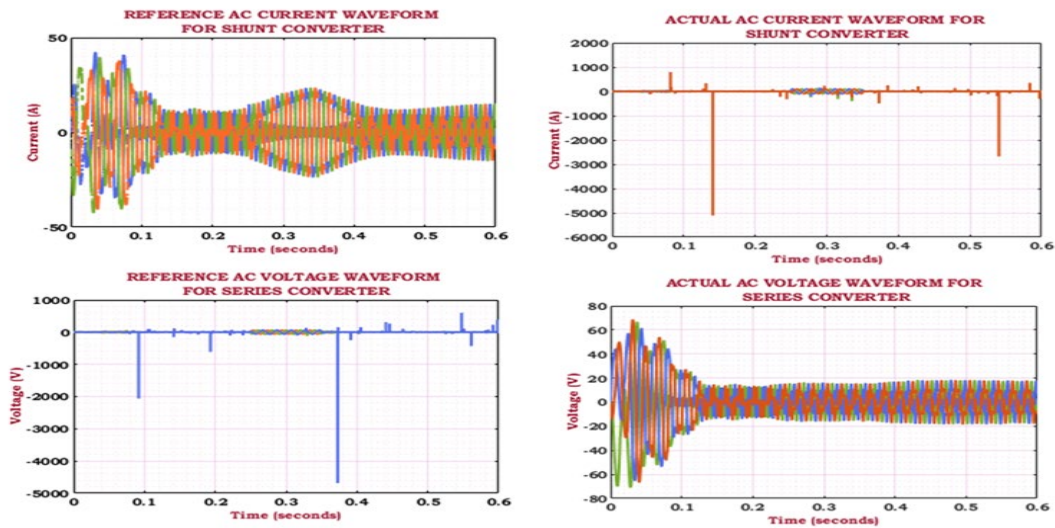 REFERENCE AC CURRENT WAVEFORM
FOR SHUNT CONVERTER
50
0
-50
Current (A)
0 0.1 0.2 0.3 0.4 0.5 0.6
Time (seconds)
ACTUAL AC CURRENT WAVEFORM FOR
SHUNT CONVERTER
2000
1000
0
-1000
-2000
-3000
-4000
-5000
-6000
Current (A)
0 0.1 0.2 0.3 0.4 0.5 0.6
Time (seconds)
REFERENCE AC VOLTAGE WAVEFORM
FOR SERIES CONVERTER
1000
0
-1000
-2000
-3000
-4000
-5000
Voltage (V)
0 0.1 0.2 0.3 0.4 0.5 0.6
Time (seconds)
ACTUAL AC VOLTAGE WAVEFORM FOR
SERIES CONVERTER
80
60
40
20
0
-20
-40
-60
-80
Voltage (V)
0 0.1 0.2 0.3 0.4 0.5 0.6
Time (seconds)